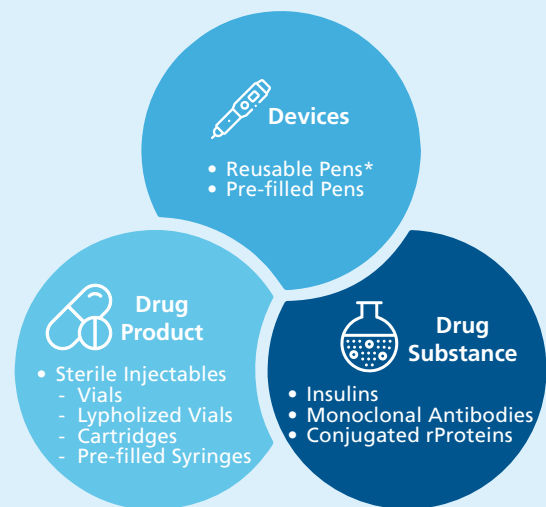 Devices
• Reusable Pens*
• Pre-filled Pens
Drug
Product
• Sterile Injectables
- Vials
- Lypholized Vials
- Cartridges
- Pre-filled Syringes
Drug
Substance
• Insulins
• Monoclonal Antibodies
• Conjugated rProteins